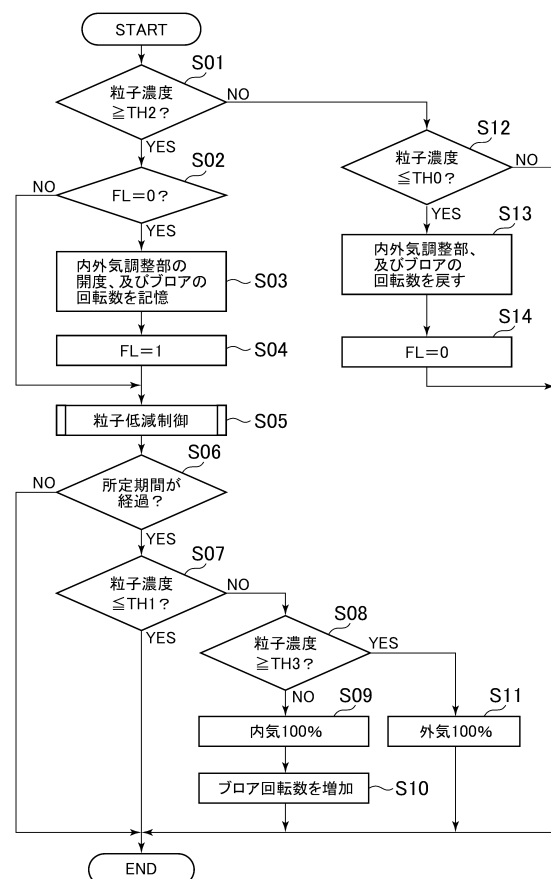 START
S01
粒子濃度
≧TH2?
NO
YES
S02
NO
FL=0?
YES
内外気調整部の
開度、及びブロアの
回転数を記憶
S03
FL=1
S04
S12
粒子濃度
≦TH0?
NO
YES
S13
内外気調整部、
及びブロアの
回転数を戻す
S14
FL=0
粒子低減制御
S05
S06
NO
所定期間が
経過?
YES
S07
粒子濃度
≦TH1?
NO
YES
S08
粒子濃度
≧TH3?
YES
NO
S09
内気100%
S11
外気100%
ブロア回転数を増加
S10
END